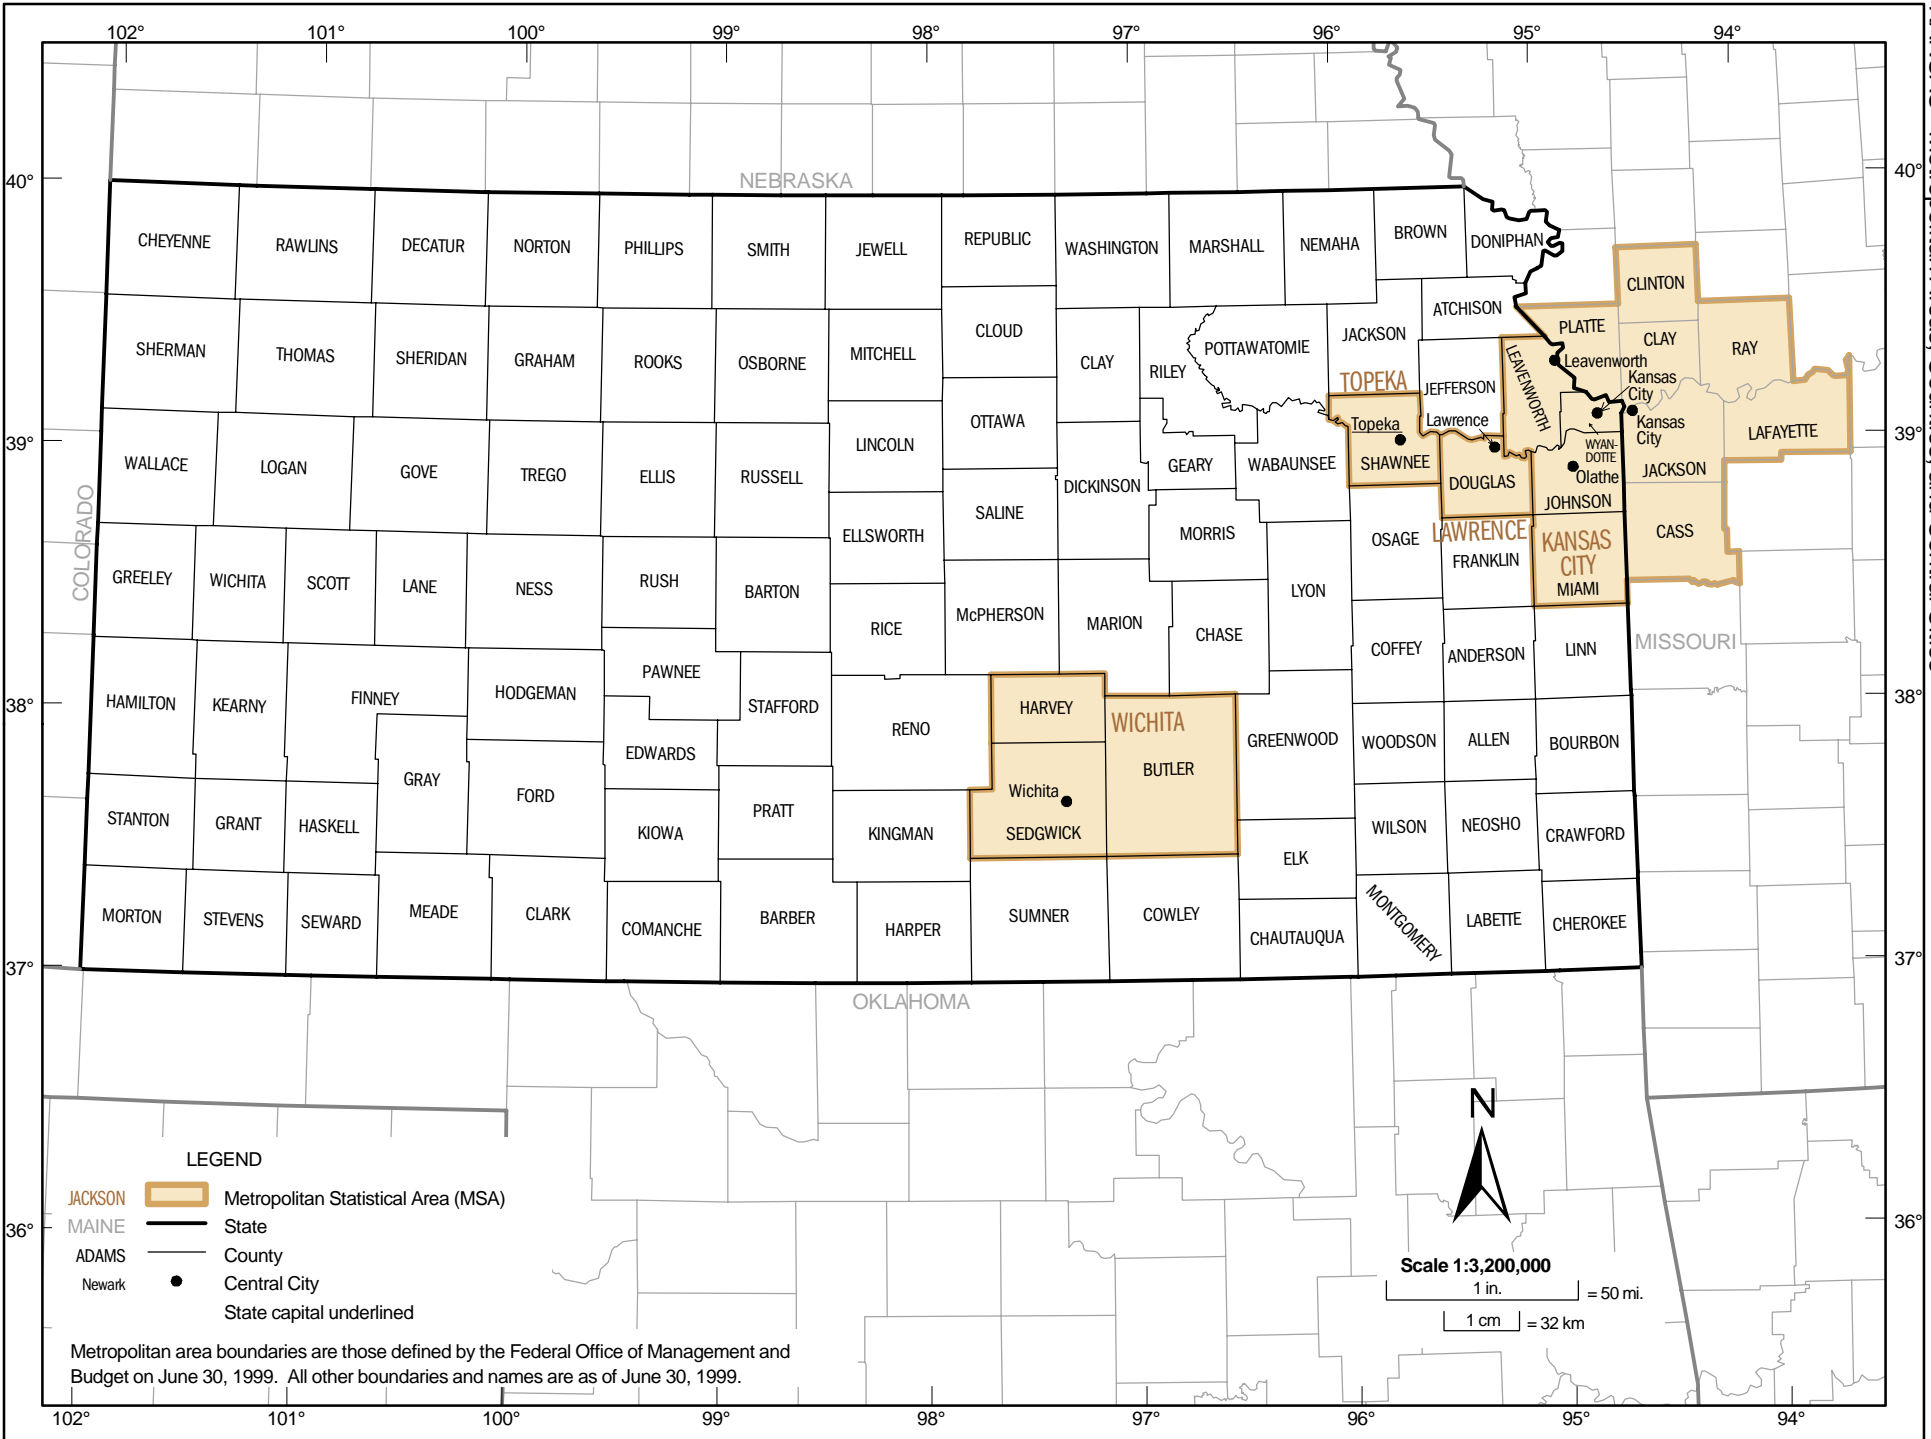 102°
101°
100°
99°
98°
97°
96°
95°
94°
40°
40°
NEBRASKA
CHEYENNE
RAWLINS
DECATUR
NORTON
PHILLIPS
SMITH
JEWELL
REPUBLIC
WASHINGTON
MARSHALL
NEMAHA
BROWN
DONIPHAN
CLINTON
ATCHISON
PLATTE
CLAY
RAY
SHERMAN
THOMAS
SHERIDAN
GRAHAM
ROOKS
OSBORNE
MITCHELL
CLOUD
CLAY
RILEY
POTTAWATOMIE
JACKSON
TOPEKA
JEFFERSON
LEAVENWORTH
Leavenworth
Kansas
City
Kansas
City
OTTAWA
Topeka
Lawrence
WYAN-
DOTTE
LAFAYETTE
39°
39°
WALLACE
LOGAN
GOVE
TREGO
ELLIS
RUSSELL
LINCOLN
GEARY
WABAUNSEE
SHAWNEE
DOUGLAS
Olathe
JOHNSON
JACKSON
DICKINSON
SALINE
ELLSWORTH
MORRIS
OSAGE
LAWRENCE
FRANKLIN
KANSAS
CITY
MIAMI
CASS
COLORADO
GREELEY
WICHITA
SCOTT
LANE
NESS
RUSH
BARTON
RICE
McPHERSON
MARION
CHASE
LYON
COFFEY
ANDERSON
LINN
MISSOURI
PAWNEE
38°
38°
HAMILTON
KEARNY
FINNEY
HODGEMAN
STAFFORD
RENO
HARVEY
WICHITA
BUTLER
GREENWOOD
WOODSON
ALLEN
BOURBON
EDWARDS
GRAY
FORD
Wichita
SEDGWICK
STANTON
GRANT
HASKELL
KIOWA
PRATT
KINGMAN
WILSON
NEOSHO
CRAWFORD
ELK
MORTON
STEVENS
SEWARD
MEADE
CLARK
COMANCHE
BARBER
HARPER
SUMNER
COWLEY
CHAUTAUQUA
MONTGOMERY
LABETTE
CHEROKEE
37°
37°
OKLAHOMA
N
LEGEND
JACKSON Metropolitan Statistical Area (MSA)
MAINE State
ADAMS County
Newark Central City
State capital underlined
36°
36°
Scale 1:3,200,000
1 in. = 50 mi.
1 cm = 32 km
Metropolitan area boundaries are those defined by the Federal Office of Management and
Budget on June 30, 1999. All other boundaries and names are as of June 30, 1999.
102°
101°
100°
99°
98°
97°
96°
95°
94°